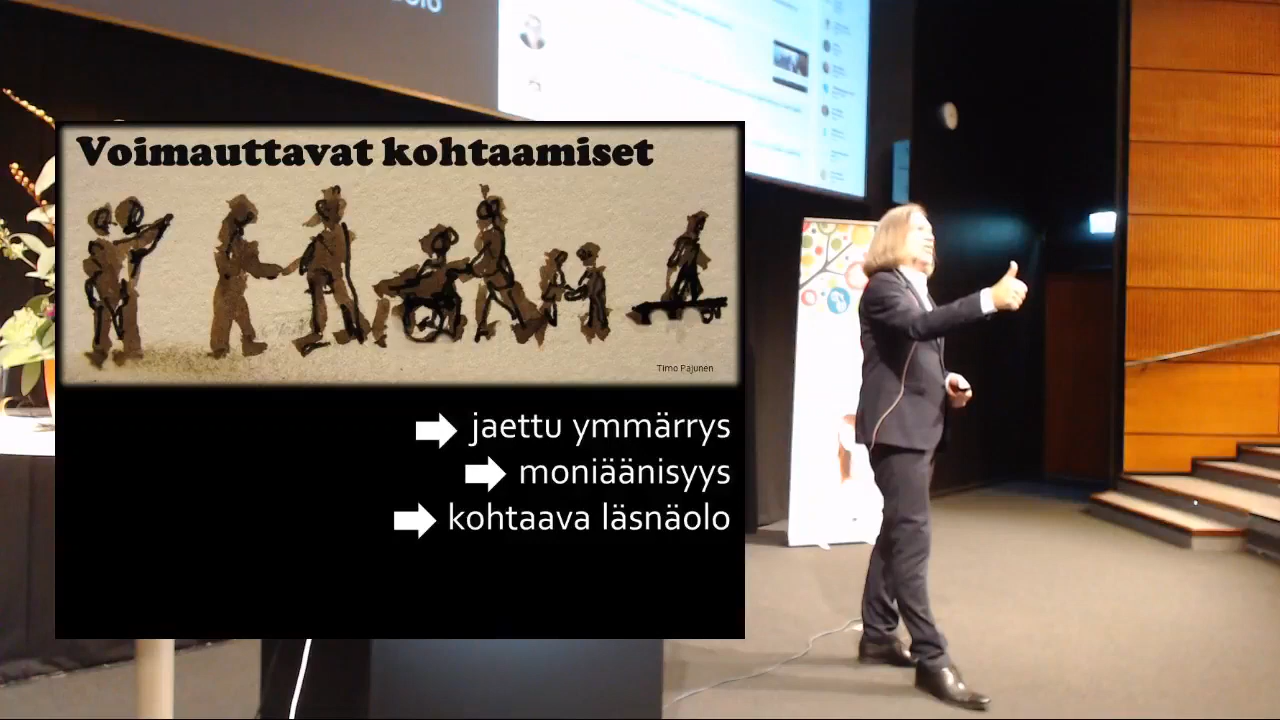 Voimauttavat kohtaamiset
Timo Pajunen
jaettu ymmärrys
moniäänisyys
kohtaava läsnäolo